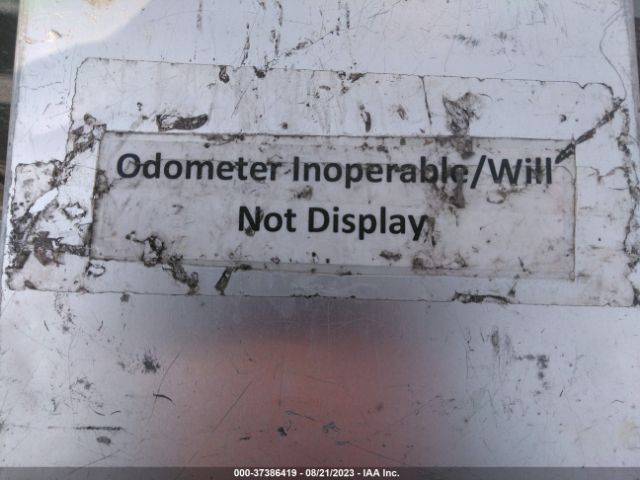 Odometer Inoperable/Will
Not Display
000-37386419 - 08/21/2023 - IAA Inc.